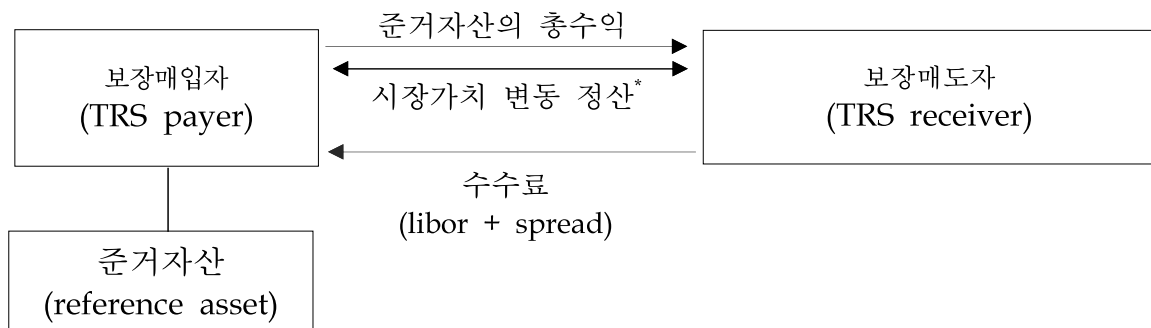 준거자산의 총수익
보장매입자
(TRS payer)
시장가치 변동 정산*
보장매도자
(TRS receiver)
수수료
(libor + spread)
준거자산
(reference asset)